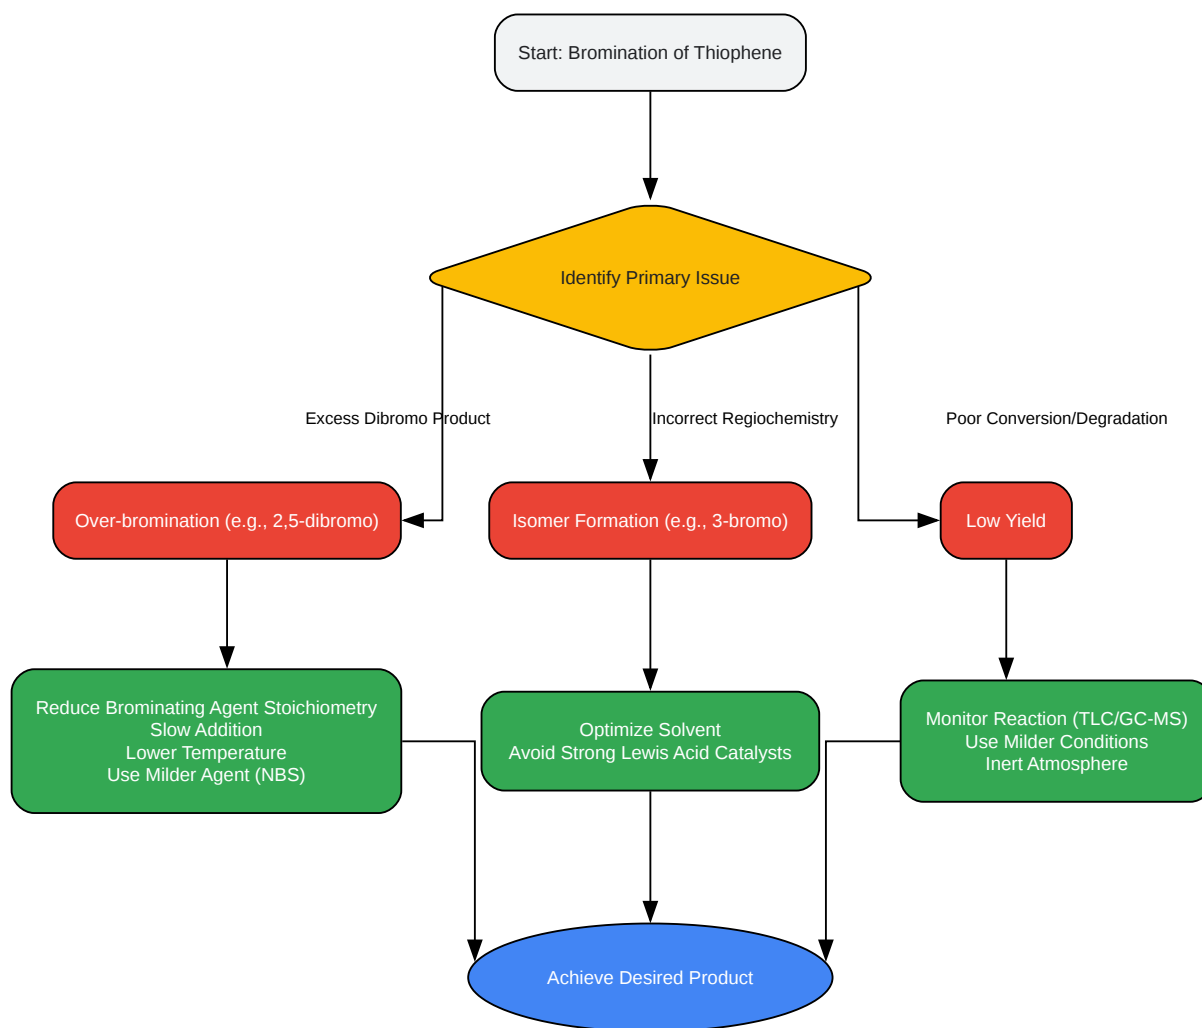 Start: Bromination of Thiophene
Identify Primary Issue
Excess Dibromo Product
Incorrect Regiochemistry
Poor Conversion/Degradation
Over-bromination (e.g., 2,5-dibromo)
Isomer Formation (e.g., 3-bromo)
Low Yield
Reduce Brominating Agent Stoichiometry
Slow Addition
Lower Temperature
Use Milder Agent (NBS)
Optimize Solvent
Avoid Strong Lewis Acid Catalysts
Monitor Reaction (TLC/GC-MS)
Use Milder Conditions
Inert Atmosphere
Achieve Desired Product